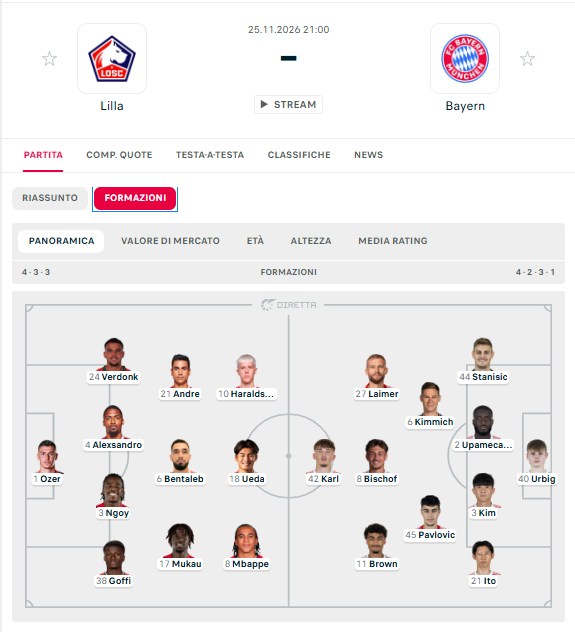 25.11.2026 21:00
LOSC
FC BAYERN
MÜNCHEN
Lilla
-
Bayern
STREAM
PARTITA
COMP. QUOTE
TESTA-A-TESTA
CLASSIFICHE
NEWS
RIASSUNTO
FORMAZIONI
PANORAMICA
VALORE DI MERCATO
ETÀ
ALTEZZA
MEDIA RATING
4 - 3 - 3
FORMAZIONI
4 - 2 - 3 - 1
DIRETTA
24 Verdonk
21 Andre
10 Haralds...
27 Laimer
44 Stanisic
6 Kimmich
4 Alexsandro
2 Upameca...
1 Ozer
6 Bentaleb
18 Ueda
42 Karl
8 Bischof
40 Urbig
3 Ngoy
3 Kim
45 Pavlovic
38 Goffi
17 Mukau
8 Mbappe
11 Brown
21 Ito